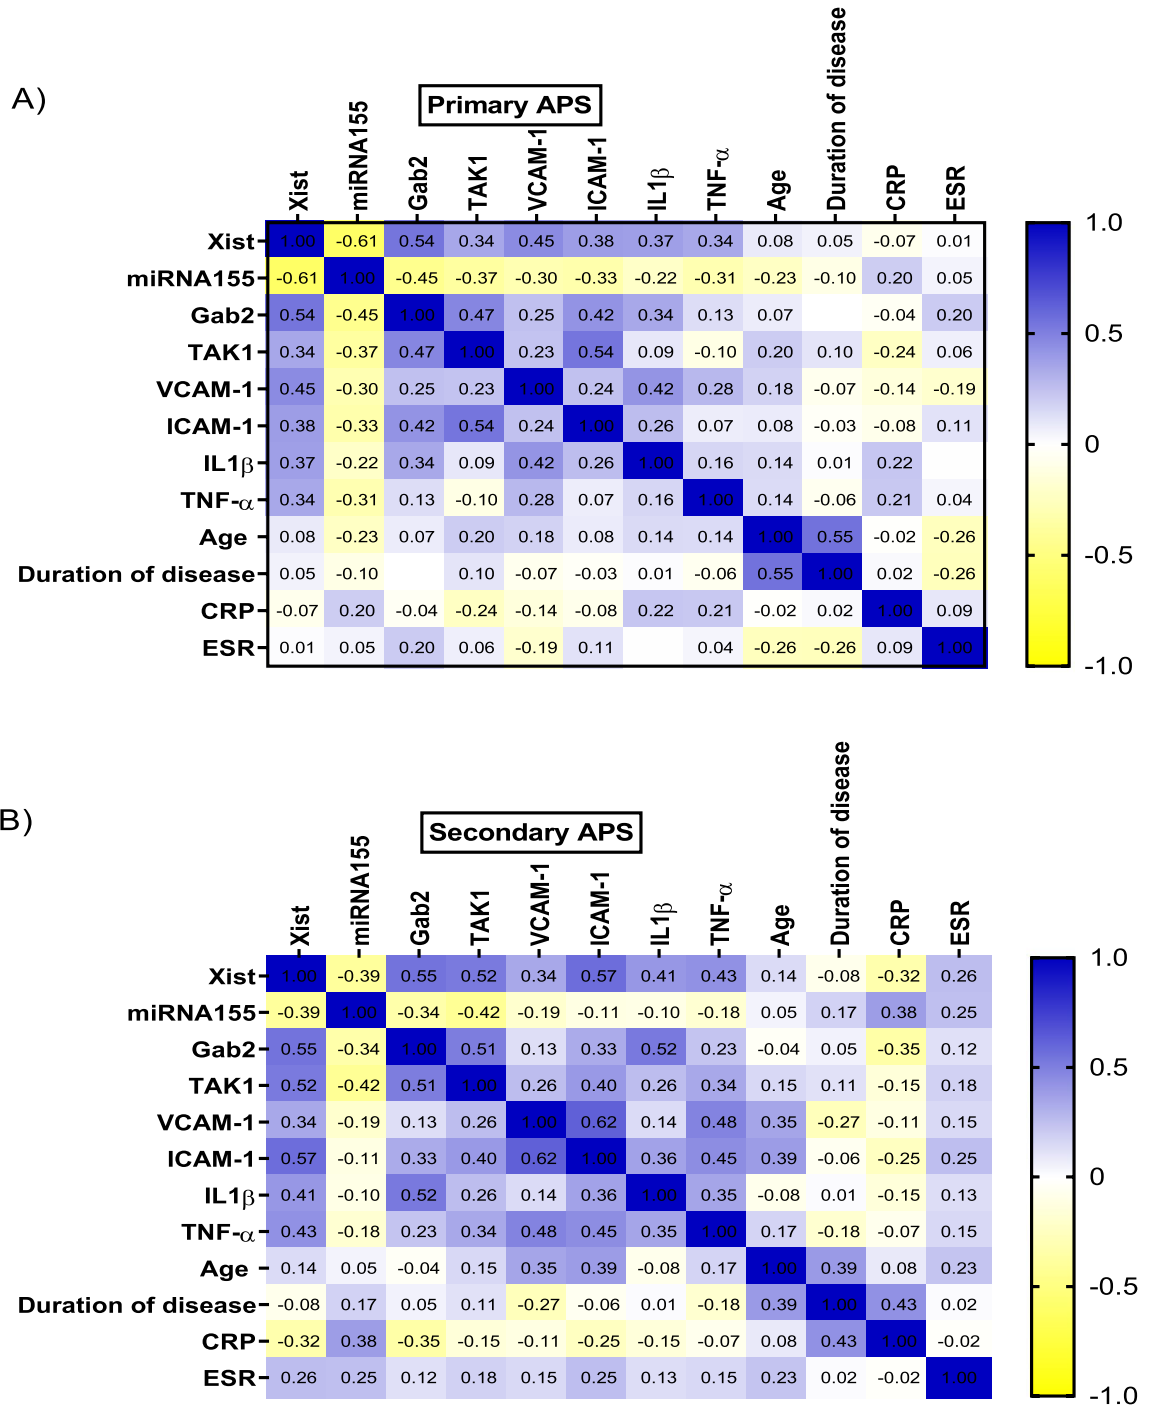 A)
Primary APS
Xist miRNA155 Gab2 TAK1 VCAM-1 ICAM-1 IL1β TNF-α Age Duration of disease CRP ESR
Xist 1.00 -0.61 0.54 0.34 0.45 0.38 0.37 0.34 0.08 0.05 -0.07 0.01
miRNA155 -0.61 1.00 -0.45 -0.37 -0.30 -0.33 -0.22 -0.31 -0.23 -0.10 0.20 0.05
Gab2 0.54 -0.45 1.00 0.47 0.25 0.42 0.34 0.13 0.07 -0.04 0.20
TAK1 0.34 -0.37 0.47 1.00 0.23 0.54 0.09 -0.10 0.20 0.10 -0.24 0.06
VCAM-1 0.45 -0.30 0.25 0.23 1.00 0.24 0.42 0.28 0.18 -0.07 -0.14 -0.19
ICAM-1 0.38 -0.33 0.42 0.54 0.24 1.00 0.26 0.07 0.08 -0.03 -0.08 0.11
IL1β 0.37 -0.22 0.34 0.09 0.42 0.26 1.00 0.16 0.14 0.01 0.22
TNF-α 0.34 -0.31 0.13 -0.10 0.28 0.07 0.16 1.00 0.14 -0.06 0.21 0.04
Age 0.08 -0.23 0.07 0.20 0.18 0.08 0.14 0.14 1.00 0.55 -0.02 -0.26
Duration of disease 0.05 -0.10 0.10 -0.07 -0.03 0.01 -0.06 0.55 1.00 0.02 -0.26
CRP -0.07 0.20 -0.04 -0.24 -0.14 -0.08 0.22 0.21 -0.02 0.02 1.00 0.09
ESR 0.01 0.05 0.20 0.06 -0.19 0.11 0.04 -0.26 -0.26 0.09 1.00
1.0
0.5
0
-0.5
-1.0
B)
Secondary APS
Xist miRNA155 Gab2 TAK1 VCAM-1 ICAM-1 IL1β TNF-α Age Duration of disease CRP ESR
Xist 1.00 -0.39 0.55 0.52 0.34 0.57 0.41 0.43 0.14 -0.08 -0.32 0.26
miRNA155 -0.39 1.00 -0.34 -0.42 -0.19 -0.11 -0.10 -0.18 0.05 0.17 0.38 0.25
Gab2 0.55 -0.34 1.00 0.51 0.13 0.33 0.52 0.23 -0.04 0.05 -0.35 0.12
TAK1 0.52 -0.42 0.51 1.00 0.26 0.40 0.26 0.34 0.15 0.11 -0.15 0.18
VCAM-1 0.34 -0.19 0.13 0.26 1.00 0.62 0.14 0.48 0.35 -0.27 -0.11 0.15
ICAM-1 0.57 -0.11 0.33 0.40 0.62 1.00 0.36 0.45 0.39 -0.06 -0.25 0.25
IL1β 0.41 -0.10 0.52 0.26 0.14 0.36 1.00 0.35 -0.08 0.01 -0.15 0.13
TNF-α 0.43 -0.18 0.23 0.34 0.48 0.45 0.35 1.00 0.17 -0.18 -0.07 0.15
Age 0.14 0.05 -0.04 0.15 0.35 0.39 -0.08 0.17 1.00 0.39 0.08 0.23
Duration of disease -0.08 0.17 0.05 0.11 -0.27 -0.06 0.01 -0.18 0.39 1.00 0.43 0.02
CRP -0.32 0.38 -0.35 -0.15 -0.11 -0.25 -0.15 -0.07 0.08 0.43 1.00 -0.02
ESR 0.26 0.25 0.12 0.18 0.15 0.25 0.13 0.15 0.23 0.02 -0.02 1.00
1.0
0.5
0
-0.5
-1.0